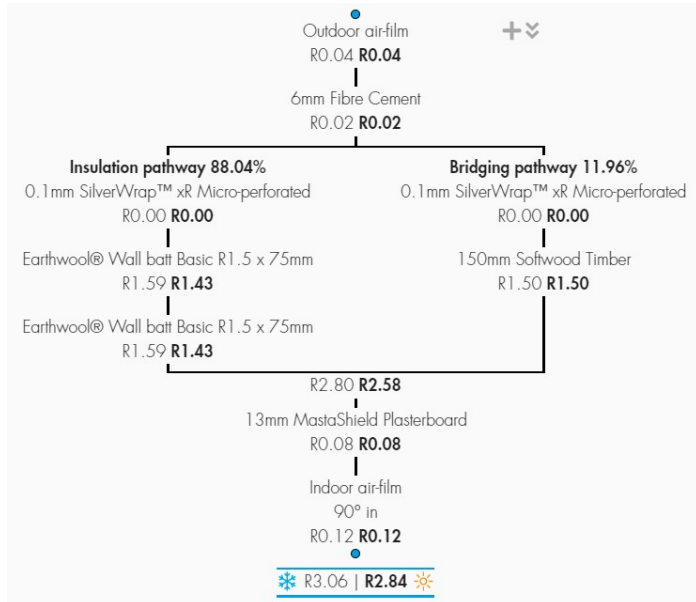 Outdoor air-film
R0.04 R0.04
6mm Fibre Cement
R0.02 R0.02
Insulation pathway 88.04%
0.1mm SilverWrap™ xR Micro-perforated
R0.00 R0.00
Earthwool® Wall batt Basic R1.5 x 75mm
R1.59 R1.43
Earthwool® Wall batt Basic R1.5 x 75mm
R1.59 R1.43
Bridging pathway 11.96%
0.1mm SilverWrap™ xR Micro-perforated
R0.00 R0.00
150mm Softwood Timber
R1.50 R1.50
R2.80 R2.58
13mm MastaShield Plasterboard
R0.08 R0.08
Indoor air-film
90° in
R0.12 R0.12
R3.06 | R2.84